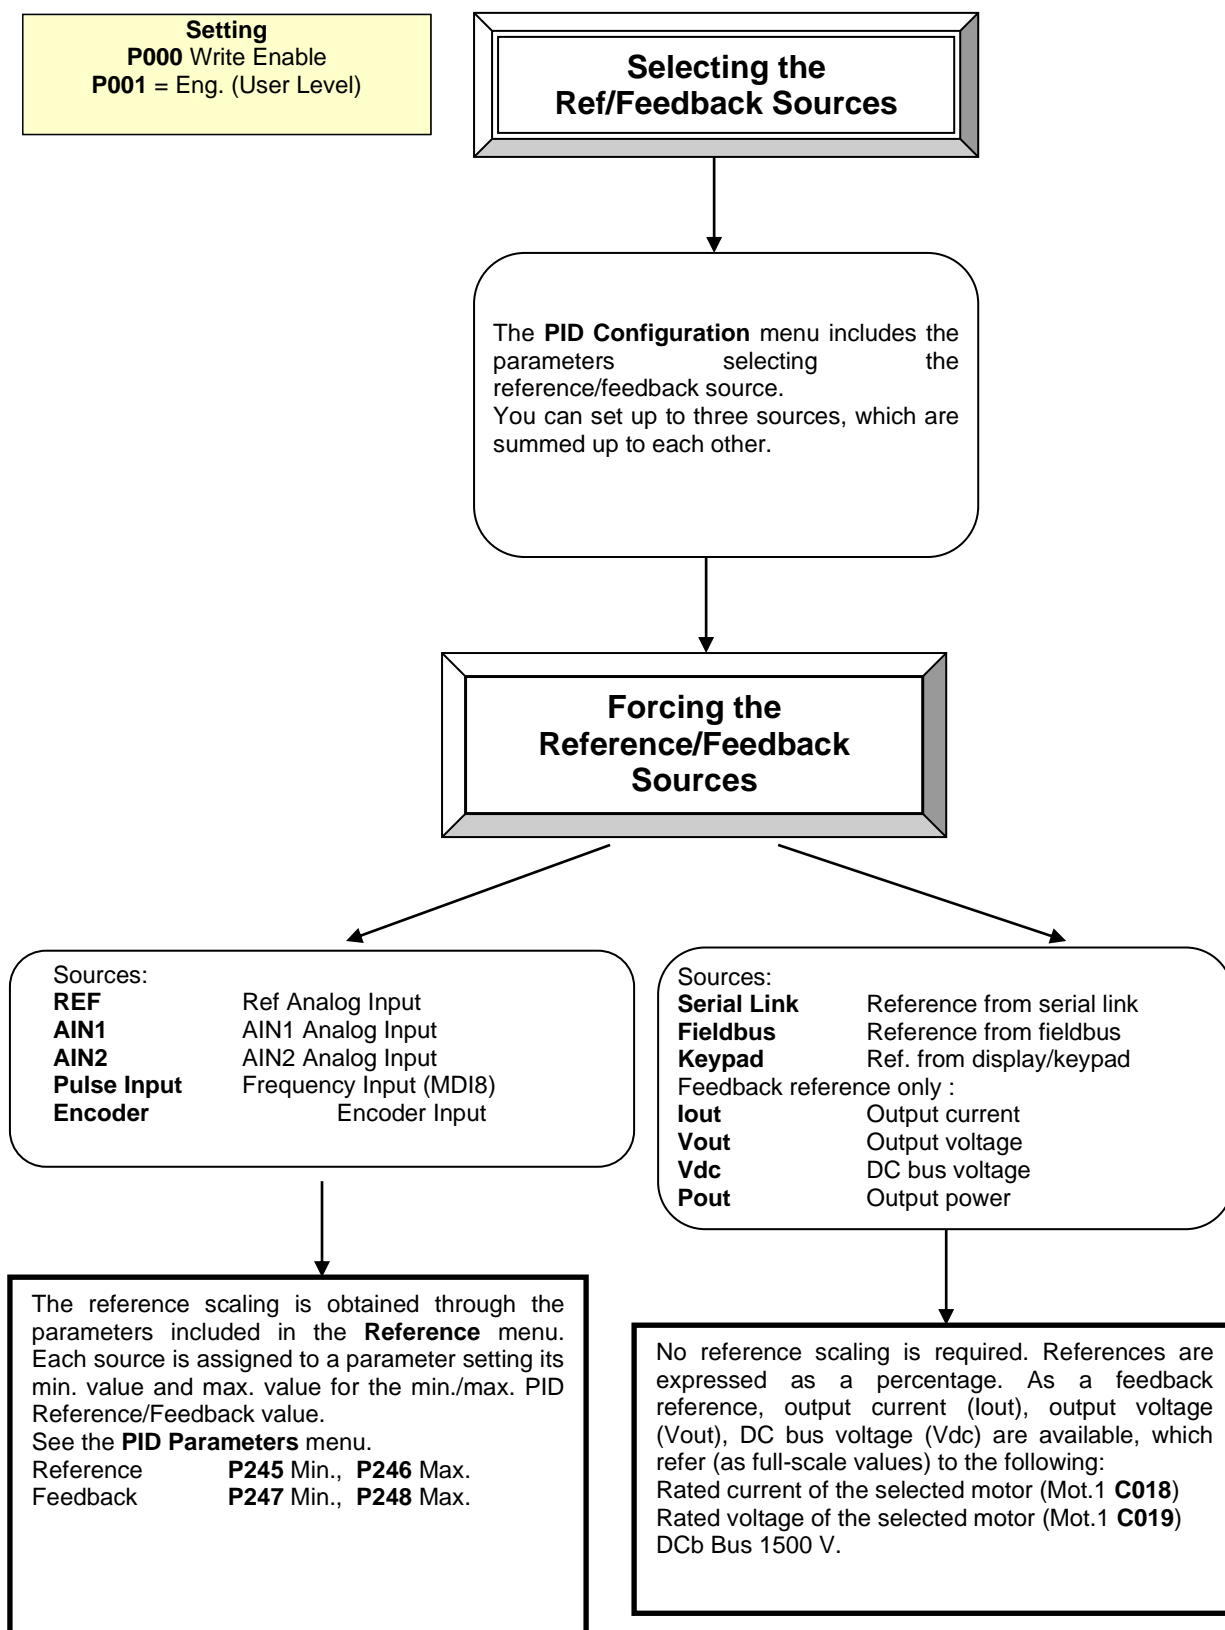 Setting
P000 Write Enable
P001 = Eng. (User Level)
Selecting the
Ref/Feedback Sources
The PID Configuration menu includes the
parameters selecting the
reference/feedback source.
You can set up to three sources, which are
summed up to each other.
Forcing the
Reference/Feedback
Sources
Sources:
REF Ref Analog Input
AIN1 AIN1 Analog Input
AIN2 AIN2 Analog Input
Pulse Input Frequency Input (MDI8)
Encoder Encoder Input
Sources:
Serial Link Reference from serial link
Fieldbus Reference from fieldbus
Keypad Ref. from display/keypad
Feedback reference only :
Iout Output current
Vout Output voltage
Vdc DC bus voltage
Pout Output power
The reference scaling is obtained through the
parameters included in the Reference menu.
Each source is assigned to a parameter setting its
min. value and max. value for the min./max. PID
Reference/Feedback value.
See the PID Parameters menu.
Reference P245 Min., P246 Max.
Feedback P247 Min., P248 Max.
No reference scaling is required. References are
expressed as a percentage. As a feedback
reference, output current (Iout), output voltage
(Vout), DC bus voltage (Vdc) are available, which
refer (as full-scale values) to the following:
Rated current of the selected motor (Mot.1 C018)
Rated voltage of the selected motor (Mot.1 C019)
DCb Bus 1500 V.